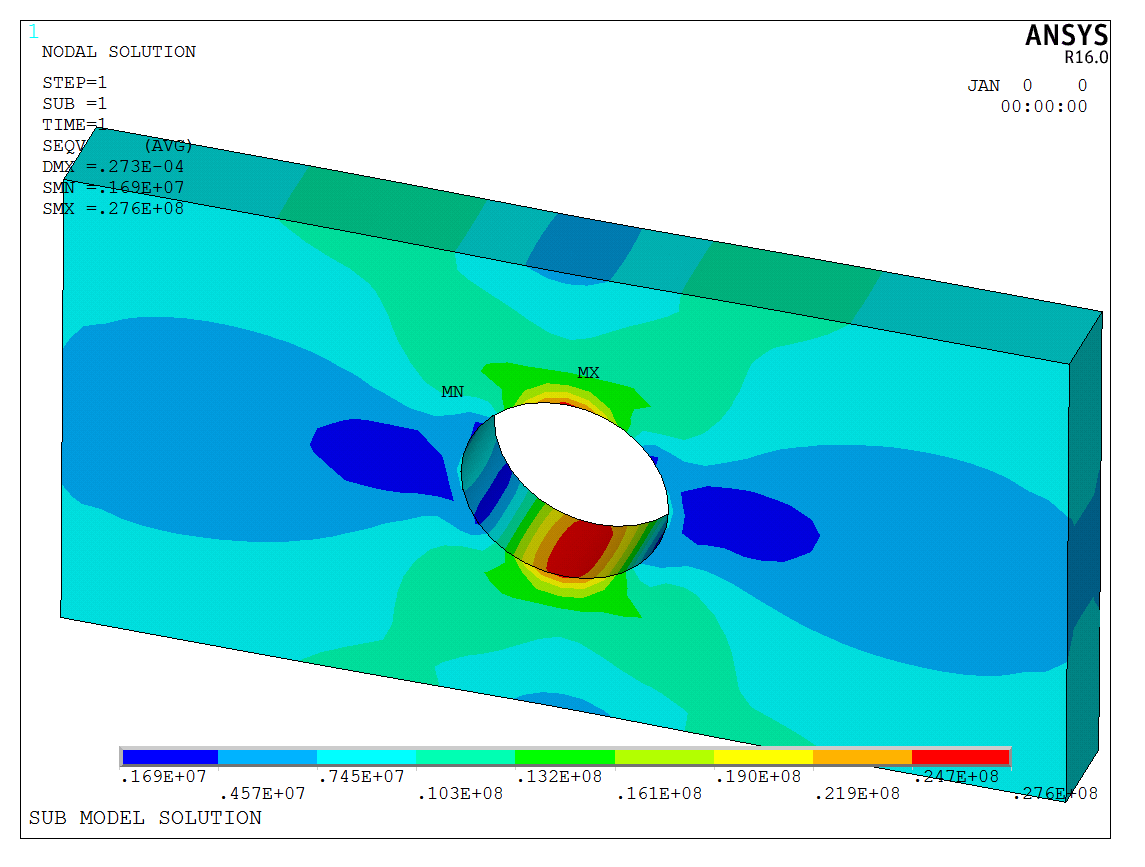 1
NODAL SOLUTION
ANSYS
R16.0
STEP=1
SUB =1
TIME=1
SEQV (AVG)
DMX =.273E-04
SMN =.169E+07
SMX =.276E+08
JAN 0 0
00:00:00
MX
MN
.169E+07 .745E+07 .132E+08 .190E+08 .247E+08
.457E+07 .103E+08 .161E+08 .219E+08 .276E+08
SUB MODEL SOLUTION